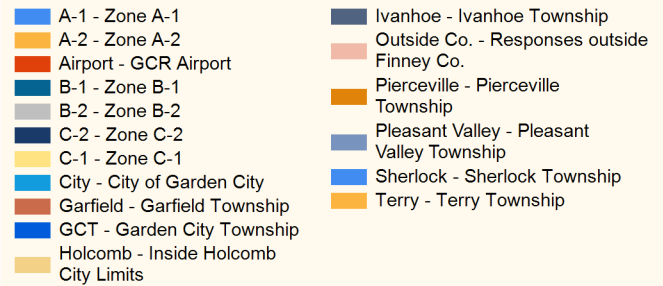 A-1 - Zone A-1
A-2 - Zone A-2
Airport - GCR Airport
B-1 - Zone B-1
B-2 - Zone B-2
C-2 - Zone C-2
C-1 - Zone C-1
City - City of Garden City
Garfield - Garfield Township
GCT - Garden City Township
Holcomb - Inside Holcomb
City Limits
Ivanhoe - Ivanhoe Township
Outside Co. - Responses outside
Finney Co.
Pierceville - Pierceville
Township
Pleasant Valley - Pleasant
Valley Township
Sherlock - Sherlock Township
Terry - Terry Township